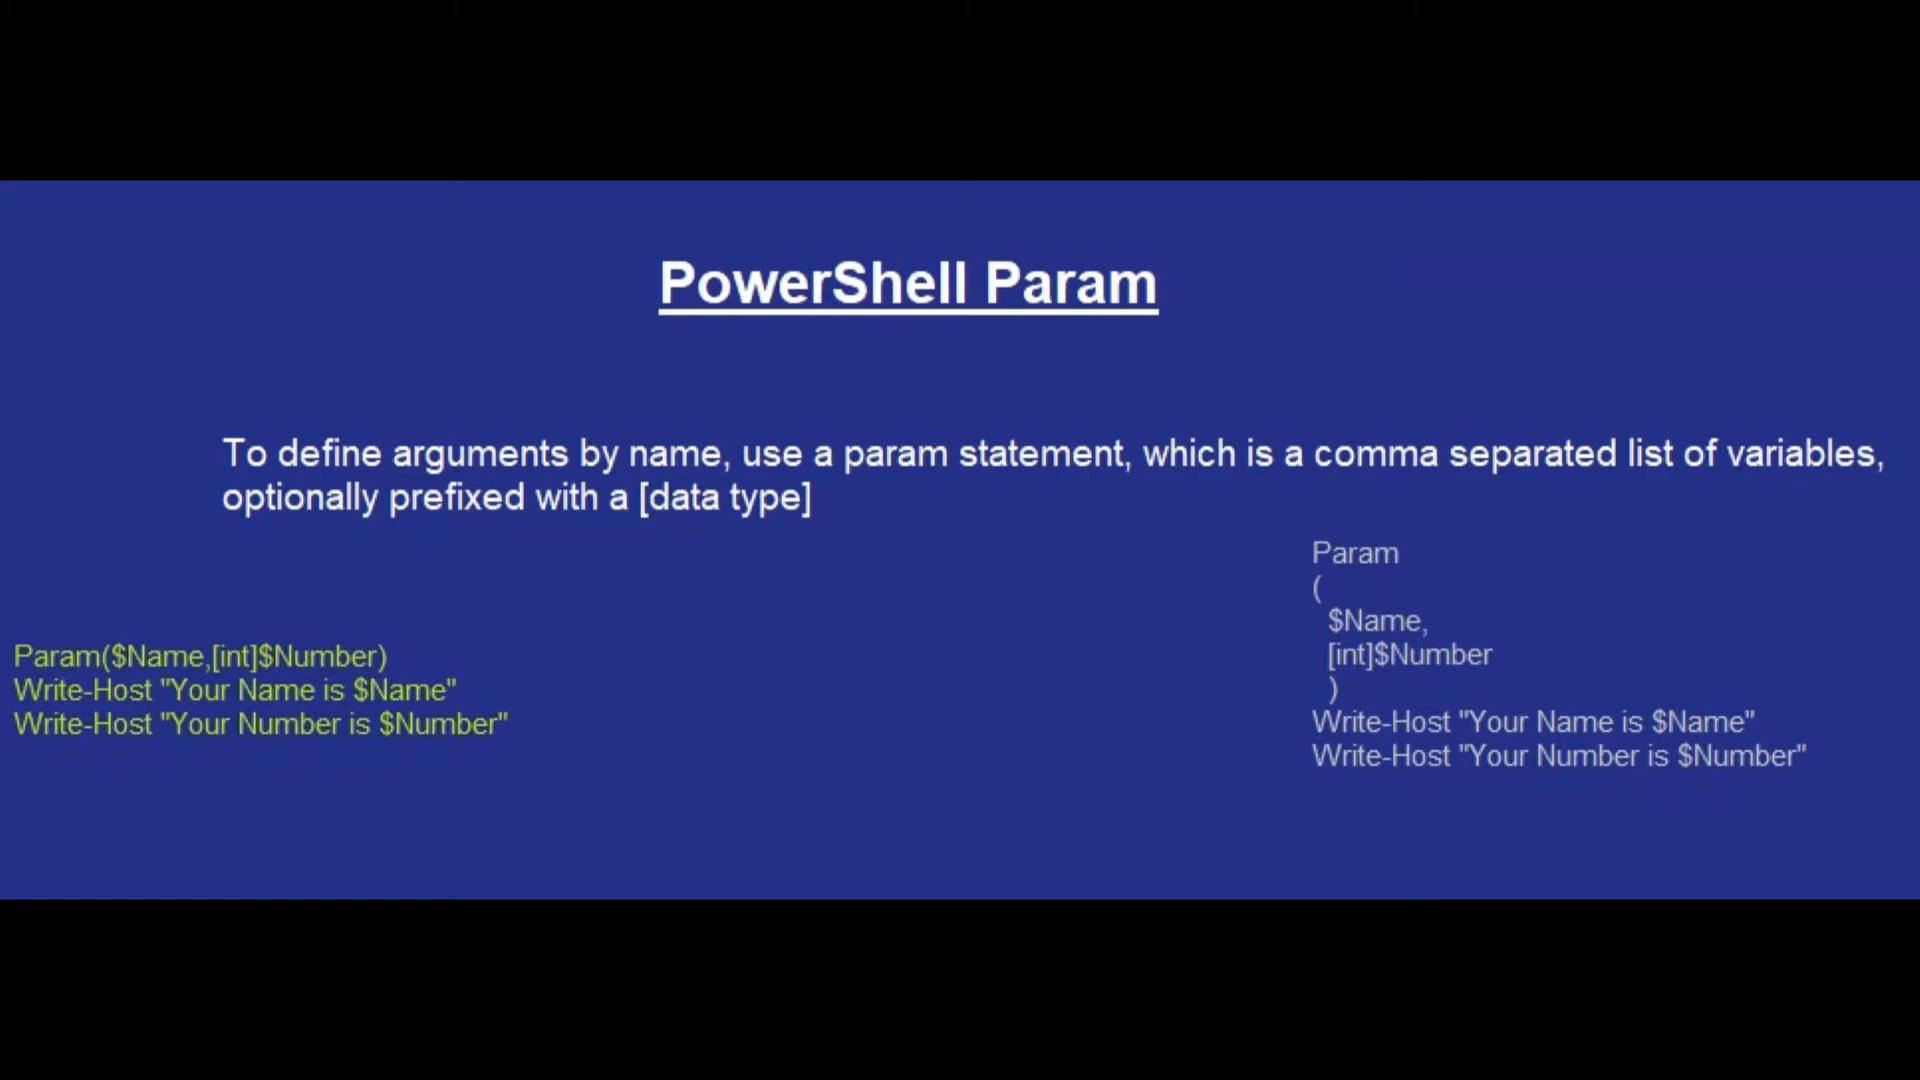 PowerShell Param
To define arguments by name, use a param statement, which is a comma separated list of variables,
optionally prefixed with a [data type]
Param($Name,[int]$Number)
Write-Host "Your Name is $Name"
Write-Host "Your Number is $Number"
Param
(
$Name,
[int]$Number
)
Write-Host "Your Name is $Name"
Write-Host "Your Number is $Number"